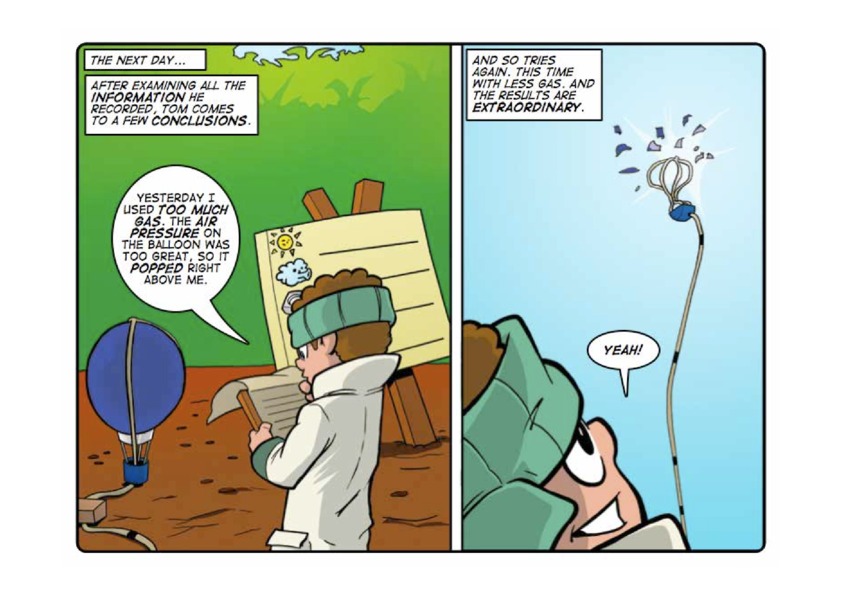 THE NEXT DAY...
AFTER EXAMINING ALL THE
INFORMATION HE
RECORDED, TOM COMES
TO A FEW CONCLUSIONS.
YESTERDAY I
USED TOO MUCH
GAS. THE AIR
PRESSURE ON
THE BALLOON WAS
TOO GREAT, SO IT
POPPED RIGHT
ABOVE ME.
AND SO TRIES
AGAIN. THIS TIME
WITH LESS GAS. AND
THE RESULTS ARE
EXTRAORDINARY.
YEAH!